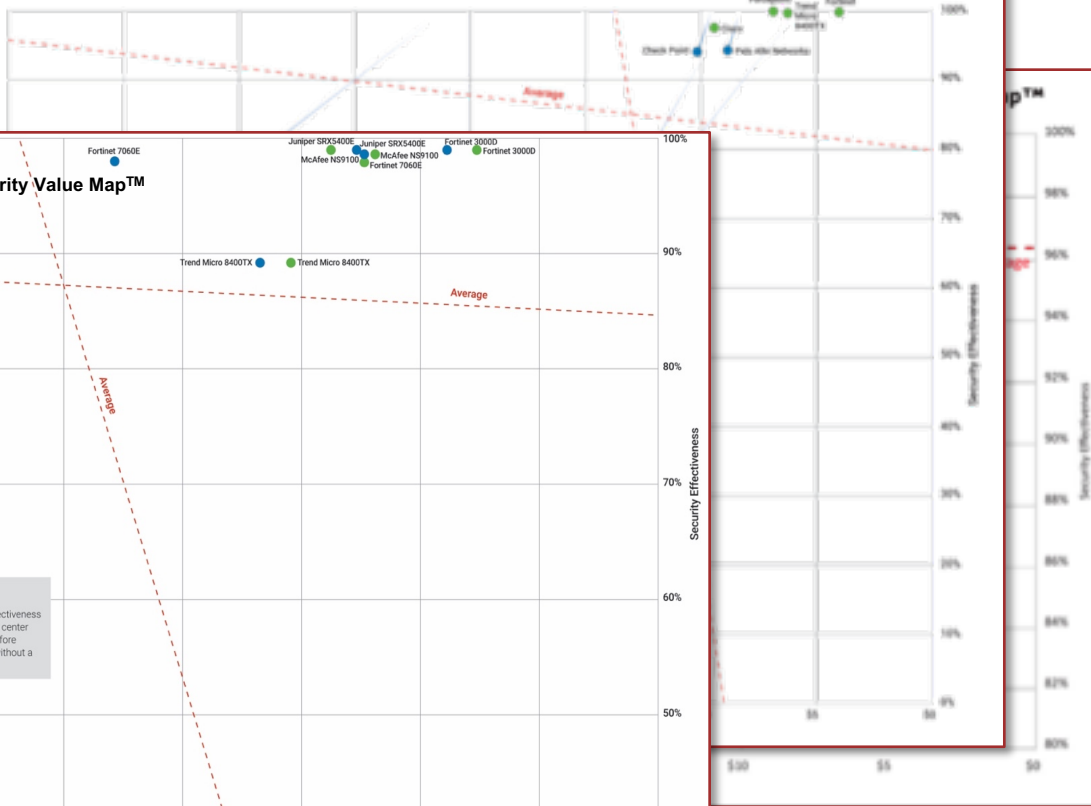 Fortinet
Trend
Micro
8400TX
Cisco
Check Point
Palo Alto Networks
100%
90%
Average
80%
70%
60%
50%
40%
30%
20%
10%
0%
$5
$0
Security Effectiveness
ap™
100%
98%
96%
94%
92%
90%
88%
86%
84%
82%
80%
$10
$5
$0
Security Effectiveness
rity Value Map™
Fortinet 7060E
Juniper SRX5400E
Juniper SRX5400E
McAfee NS9100
McAfee NS9100
Fortinet 7060E
Fortinet 3000D
Fortinet 3000D
Trend Micro 8400TX
Trend Micro 8400TX
Average
Average
100%
90%
80%
70%
60%
50%
Security Effectiveness
ectiveness
center
fore
ithout a